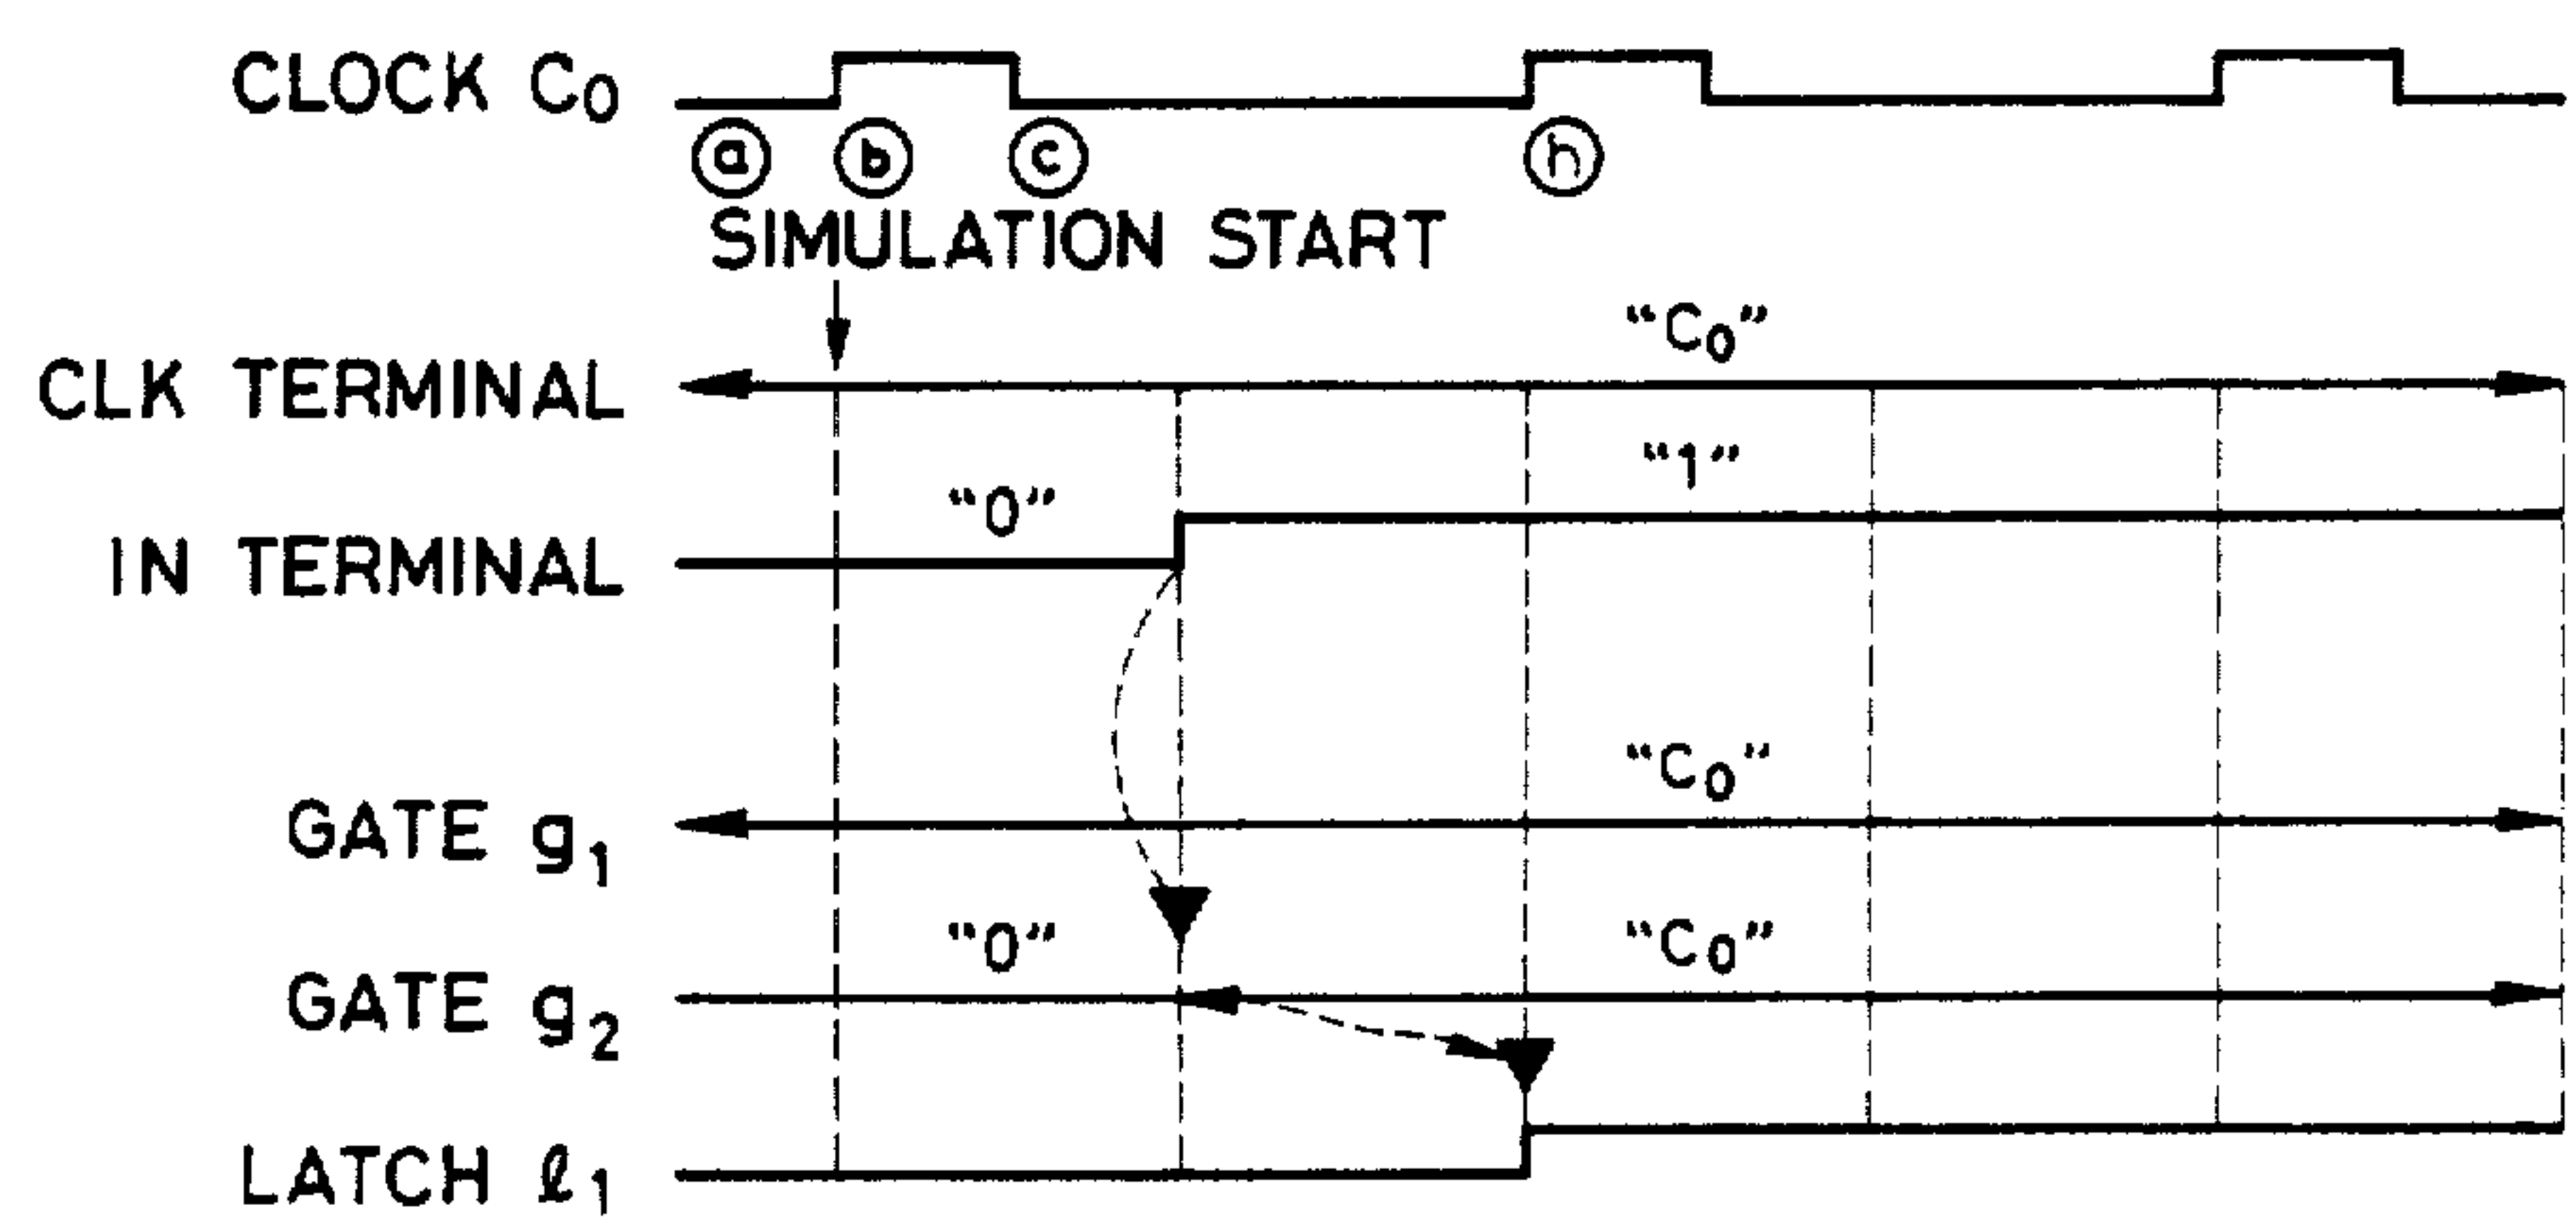 CLOCK C0
ⓐ ⓑ ⓒ ⓗ
SIMULATION START
“C0”
CLK TERMINAL
“1”
“0”
IN TERMINAL
“C0”
GATE g1
“0” “C0”
GATE g2
LATCH ℓ1